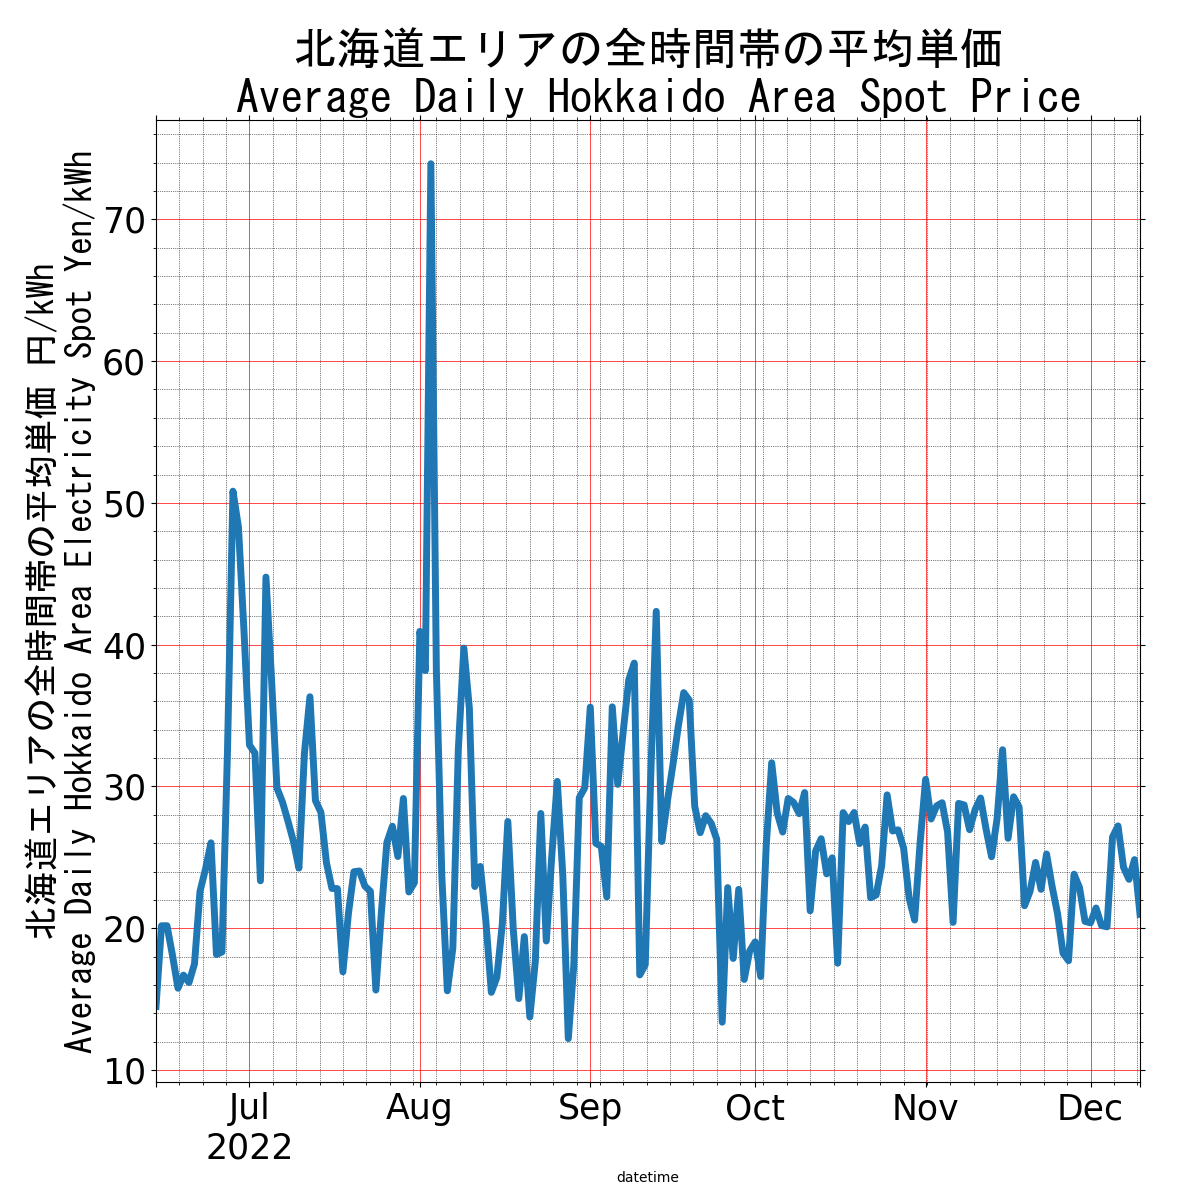 北海道エリアの全時間帯の平均単価
Average Daily Hokkaido Area Spot Price
北海道エリアの全時間帯の平均単価 円/kWh
Average Daily Hokkaido Area Electricity Spot Yen/kWh
70
60
50
40
30
20
10
Jul
2022
Aug
Sep
Oct
Nov
Dec
datetime